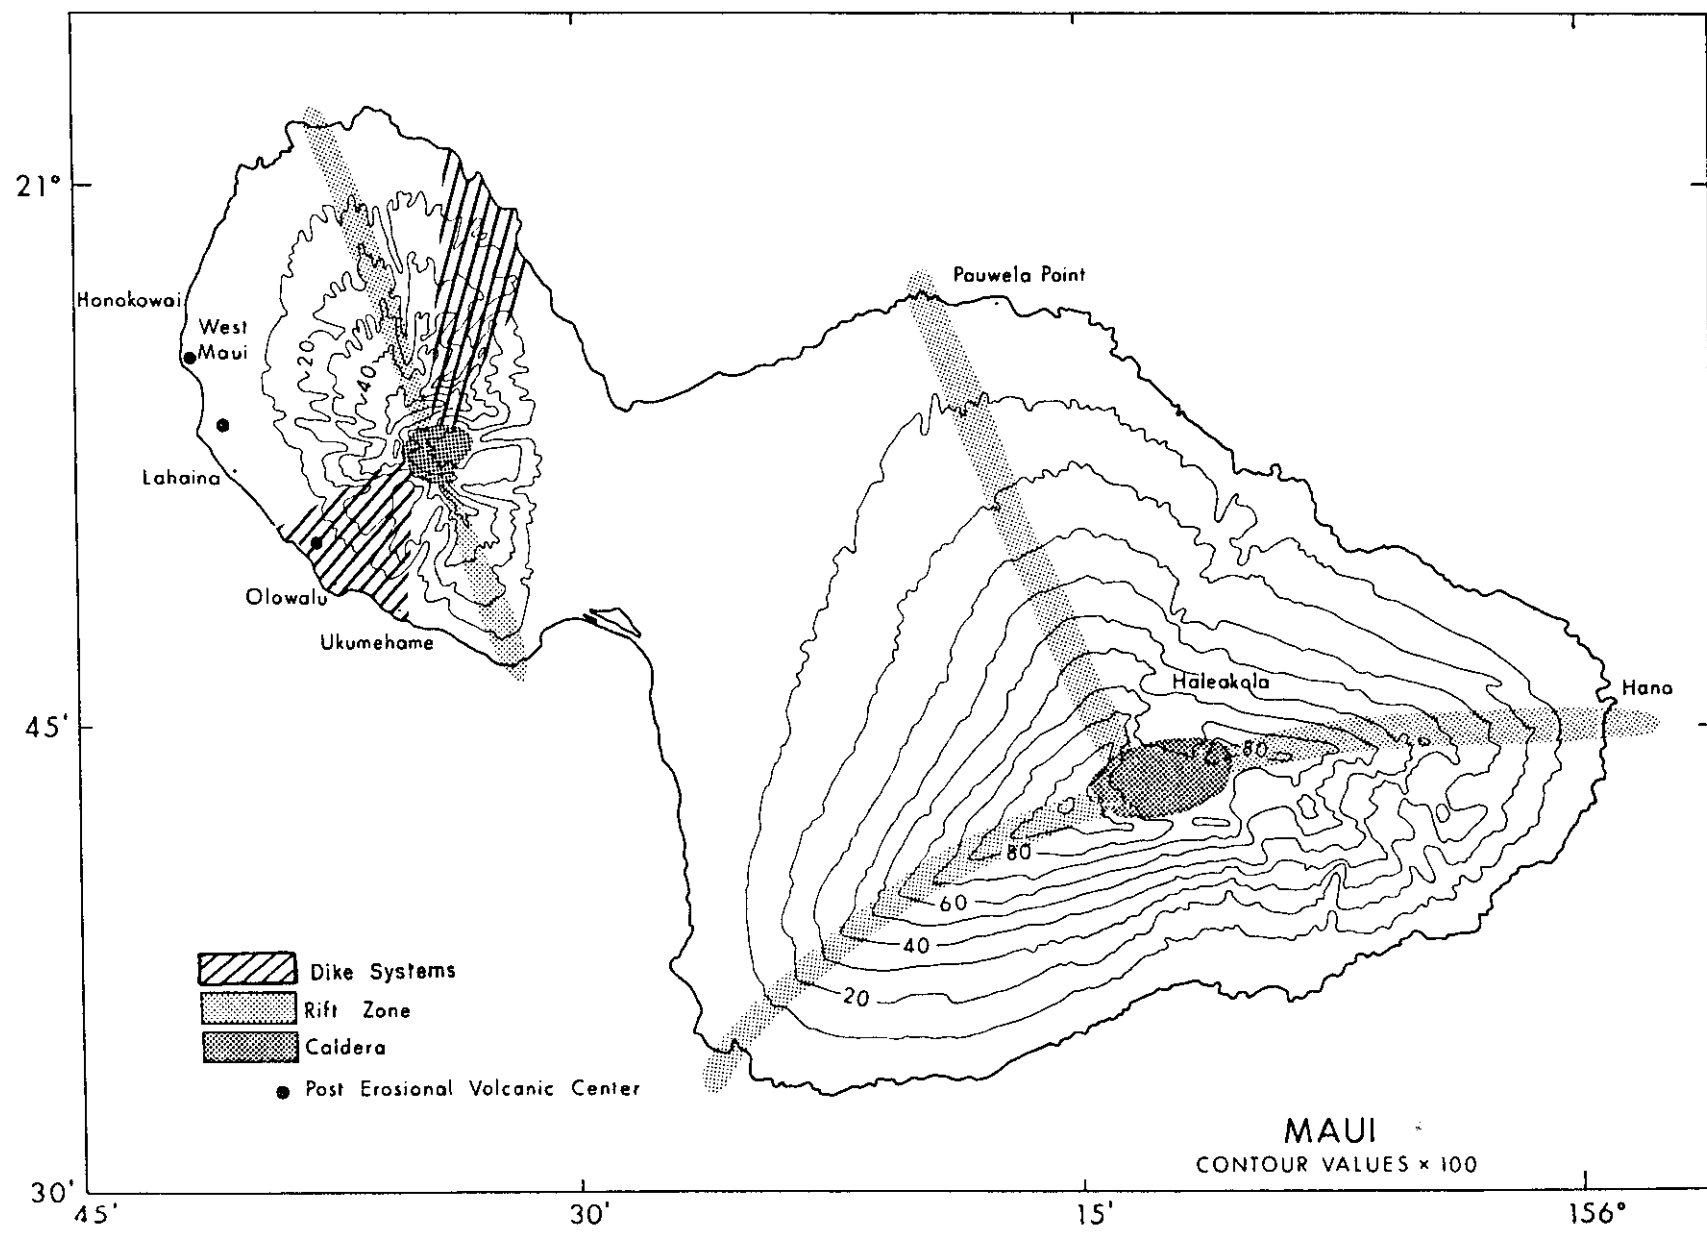 Pauwela Point
21°
Honokowai
West
Maui
20
40
Lahaina
Olowalu
Ukumehame
Haleakala
Hana
45'
80
80
60
40
20
Dike Systems
Rift Zone
Caldera
Post Erosional Volcanic Center
MAUI
CONTOUR VALUES × 100
30'
45'
30'
15'
156°